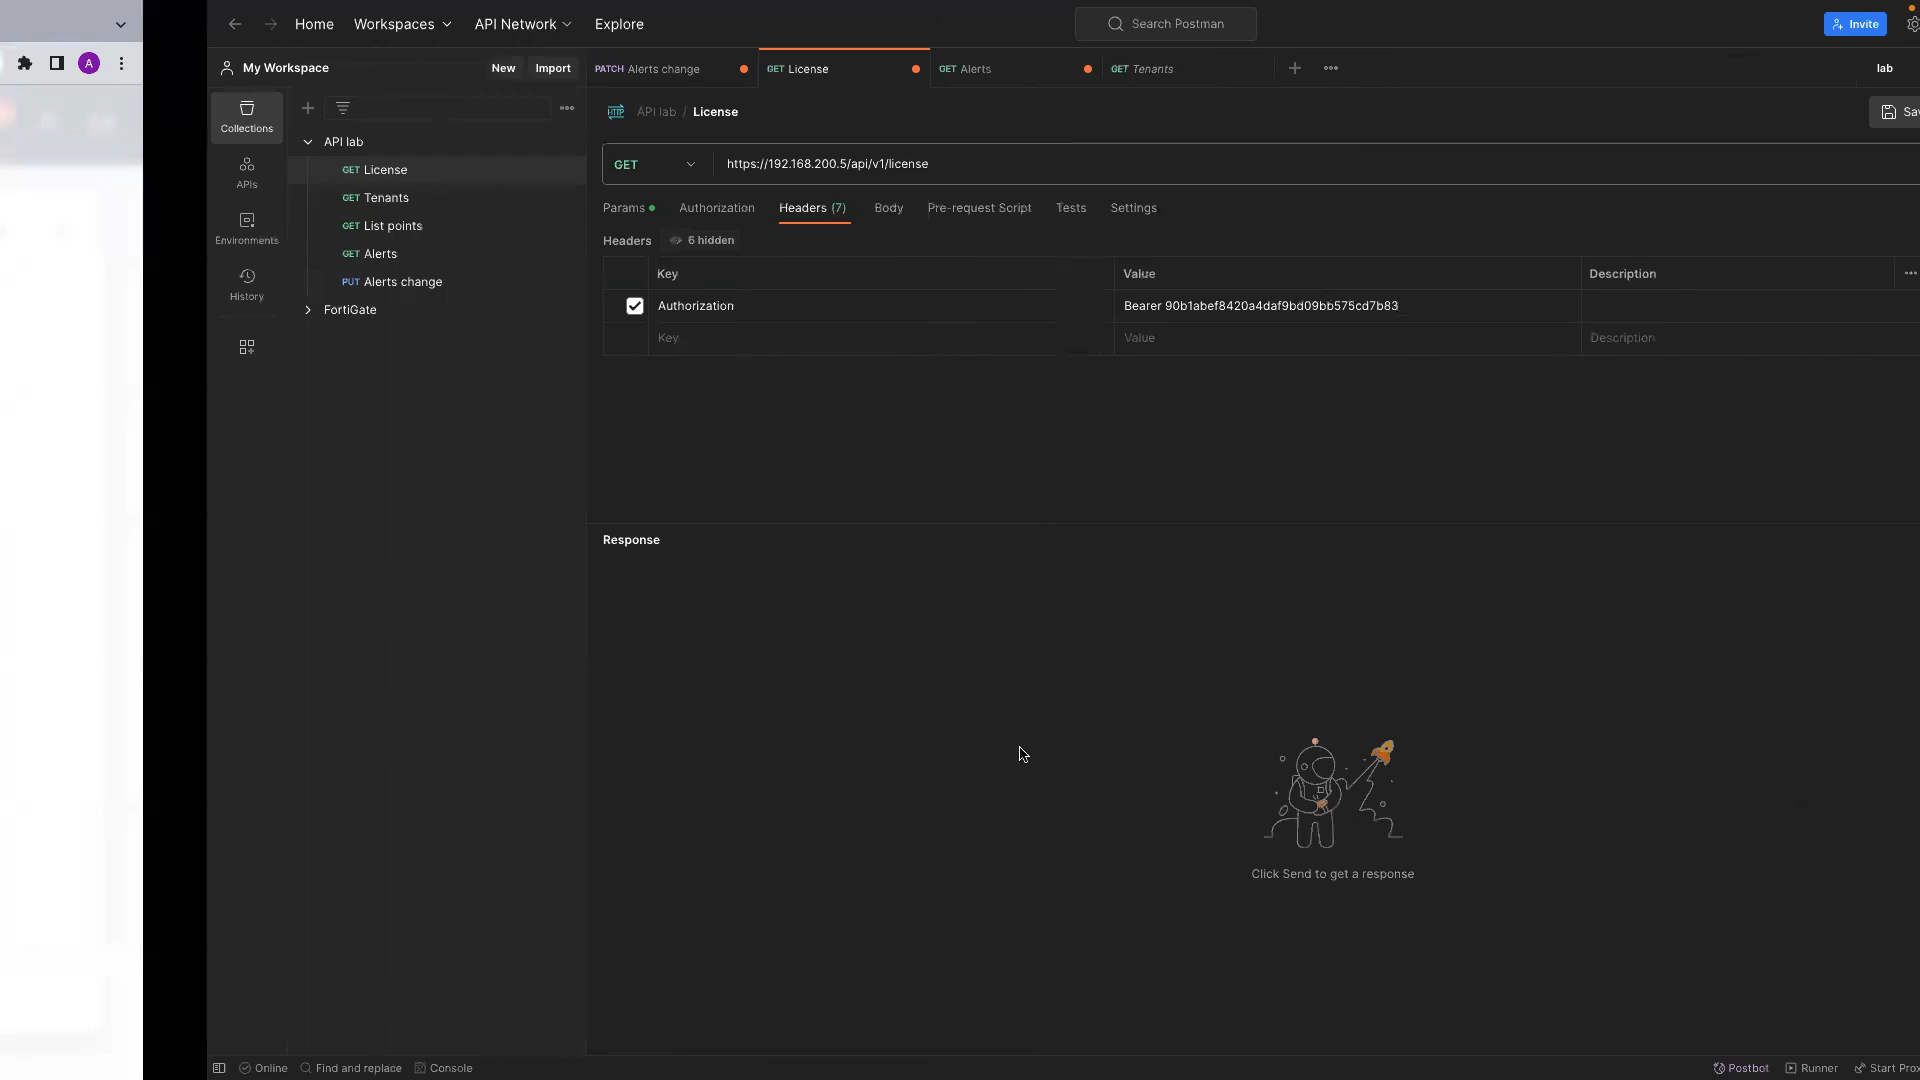 Home Workspaces API Network Explore
Search Postman
Invite
A
My Workspace
New Import
PATCH Alerts change
GET License
GET Alerts
GET Tenants
lab
Collections
APIs
Environments
History
API lab
GET License
GET Tenants
GET List points
GET Alerts
PUT Alerts change
FortiGate
HTTP API lab / License
GET https://192.168.200.5/api/v1/license
Params Authorization Headers (7) Body Pre-request Script Tests Settings
Headers 6 hidden
Key Value Description
Authorization Bearer 90b1abef8420a4daf9bd09bb575cd7b83
Key Value Description
Response
Click Send to get a response
Online Find and replace Console
Postbot Runner Start